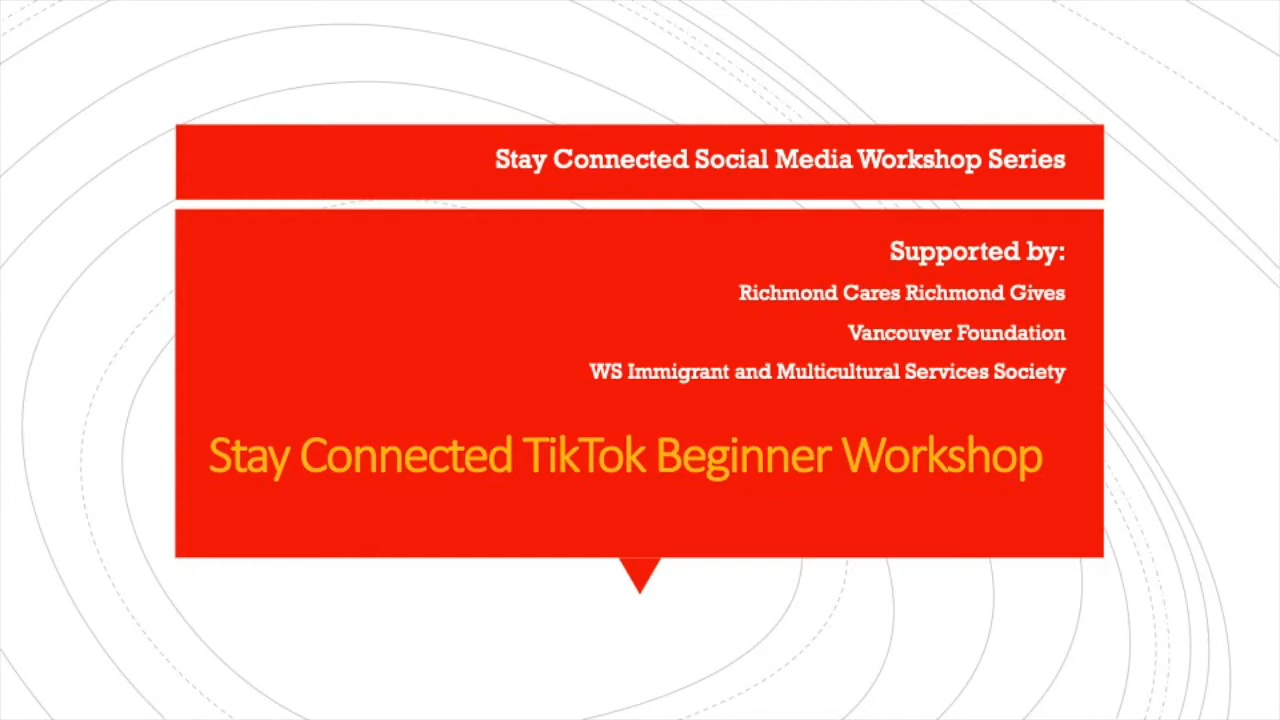 Stay Connected Social Media Workshop Series
Supported by:
Richmond Cares Richmond Gives
Vancouver Foundation
WS Immigrant and Multicultural Services Society
Stay Connected TikTok Beginner Workshop